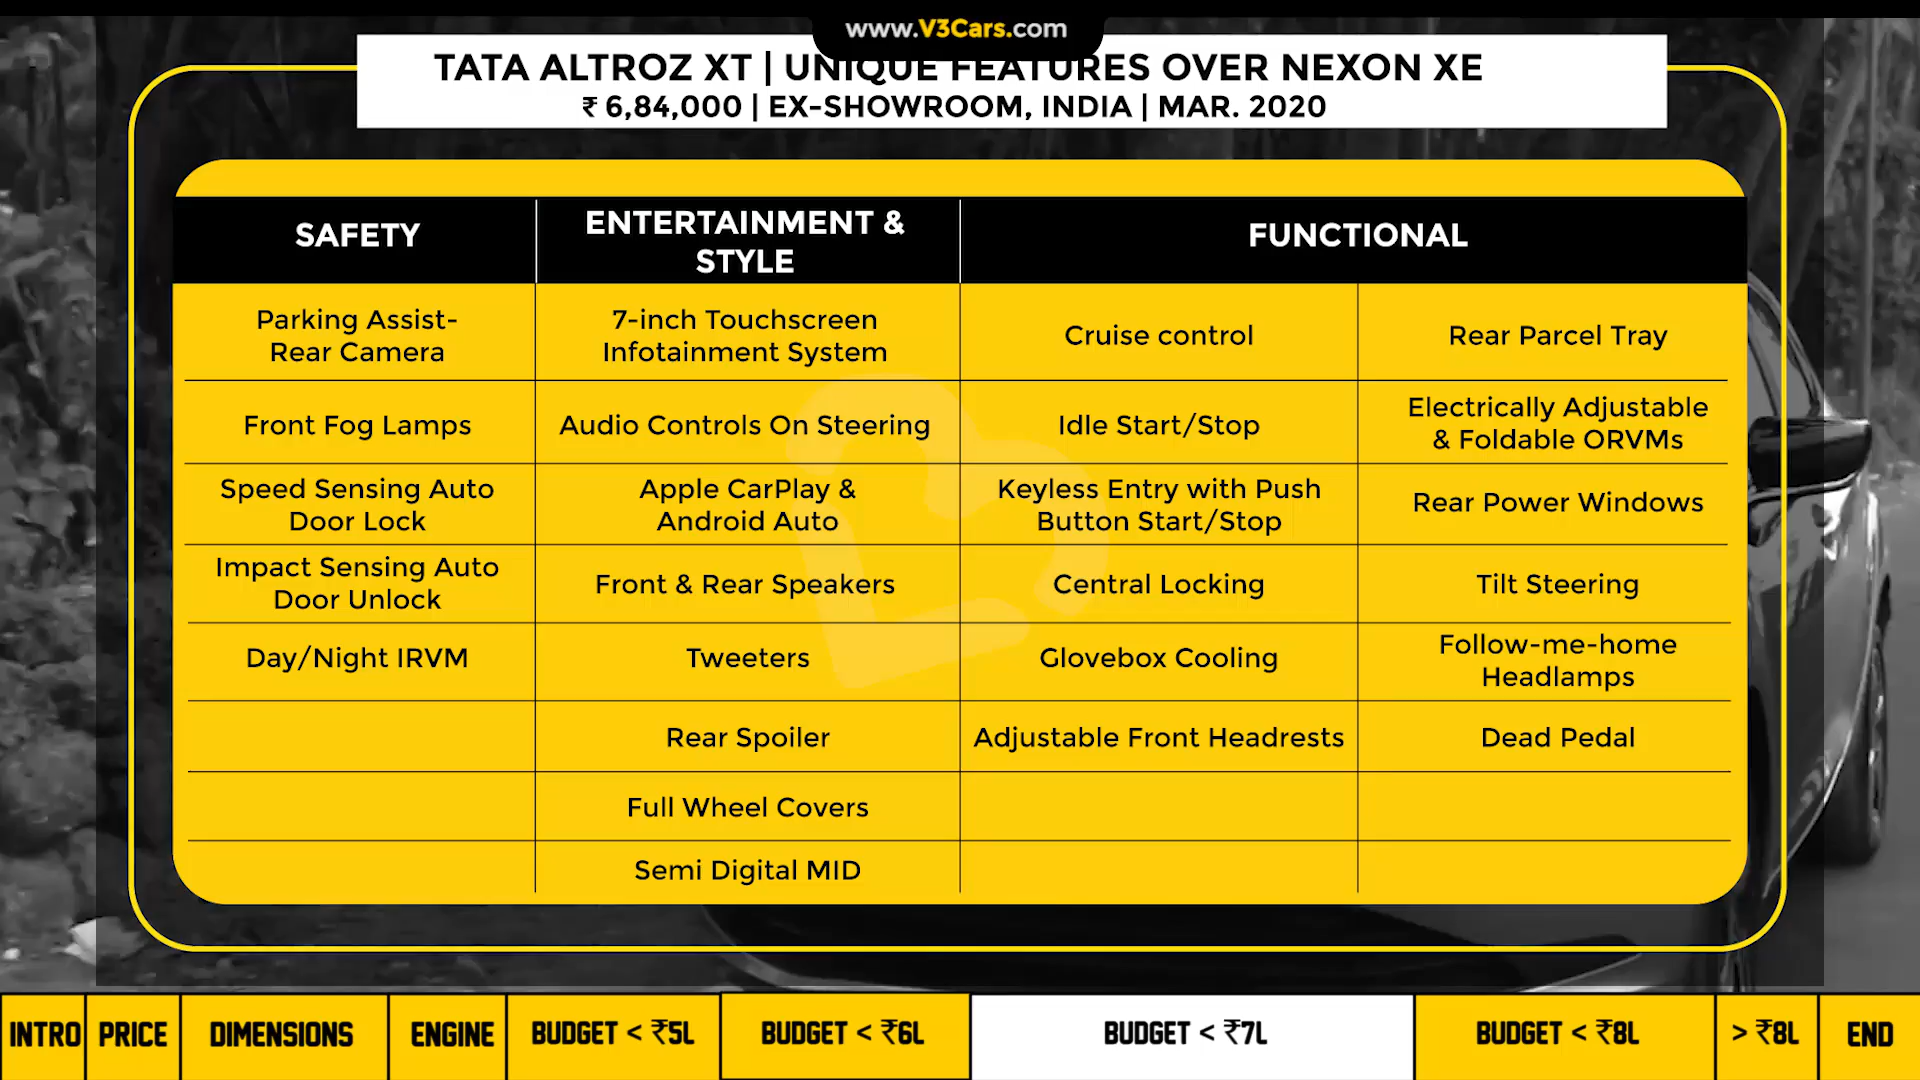 www.V3Cars.com
TATA ALTROZ XT | UNIQUE FEATURES OVER NEXON XE
₹ 6,84,000 | EX-SHOWROOM, INDIA | MAR. 2020
SAFETY
ENTERTAINMENT &
STYLE
FUNCTIONAL
Parking Assist-
Rear Camera
7-inch Touchscreen
Infotainment System
Cruise control
Rear Parcel Tray
Front Fog Lamps
Audio Controls On Steering
Idle Start/Stop
Electrically Adjustable
& Foldable ORVMs
Speed Sensing Auto
Door Lock
Apple CarPlay &
Android Auto
Keyless Entry with Push
Button Start/Stop
Rear Power Windows
Impact Sensing Auto
Door Unlock
Front & Rear Speakers
Central Locking
Tilt Steering
Day/Night IRVM
Tweeters
Glovebox Cooling
Follow-me-home
Headlamps
Rear Spoiler
Adjustable Front Headrests
Dead Pedal
Full Wheel Covers
Semi Digital MID
INTRO
PRICE
DIMENSIONS
ENGINE
BUDGET < ₹5L
BUDGET < ₹6L
BUDGET < ₹7L
BUDGET < ₹8L
> ₹8L
END